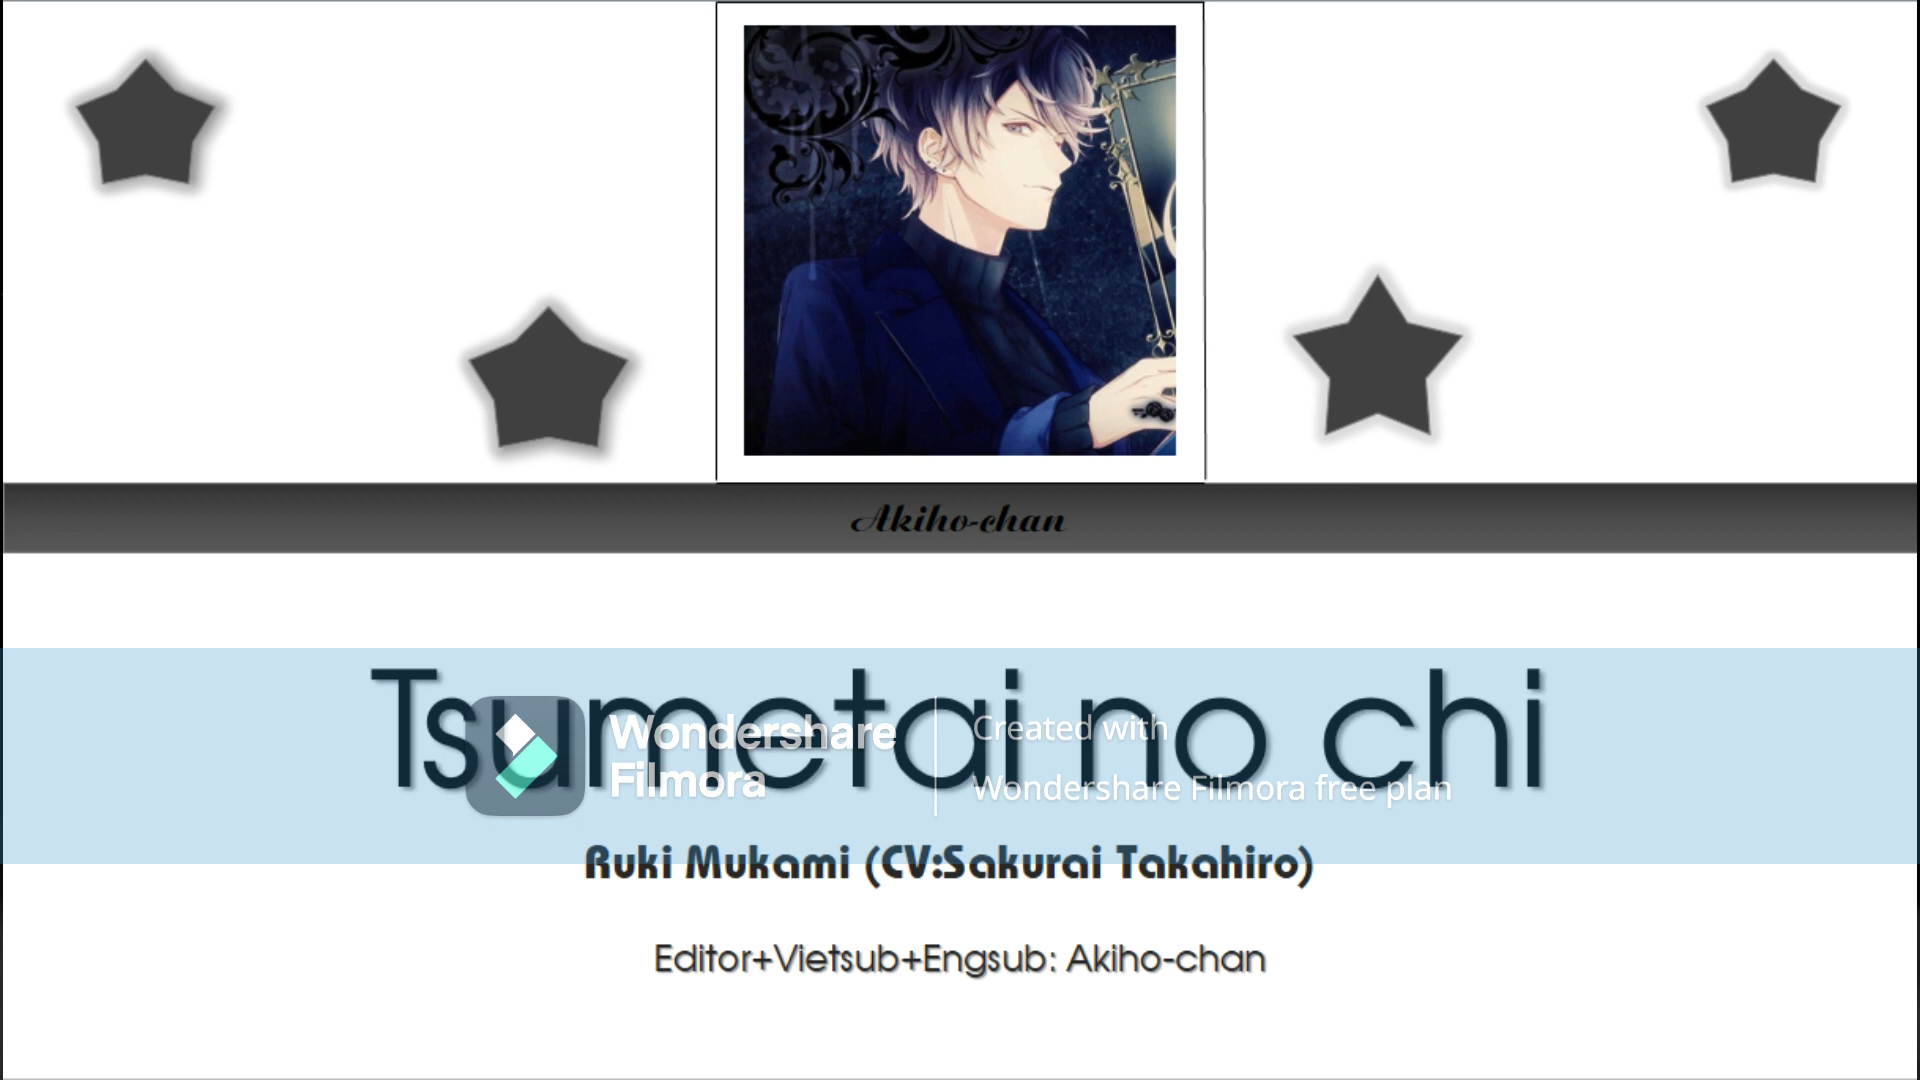 Akiho-chan
Tsumetai no chi
Wondershare
Filmora
Created with
Wondershare Filmora free plan
Ruki Mukami (CV:Sakurai Takahiro)
Editor+Vietsub+Engsub: Akiho-chan